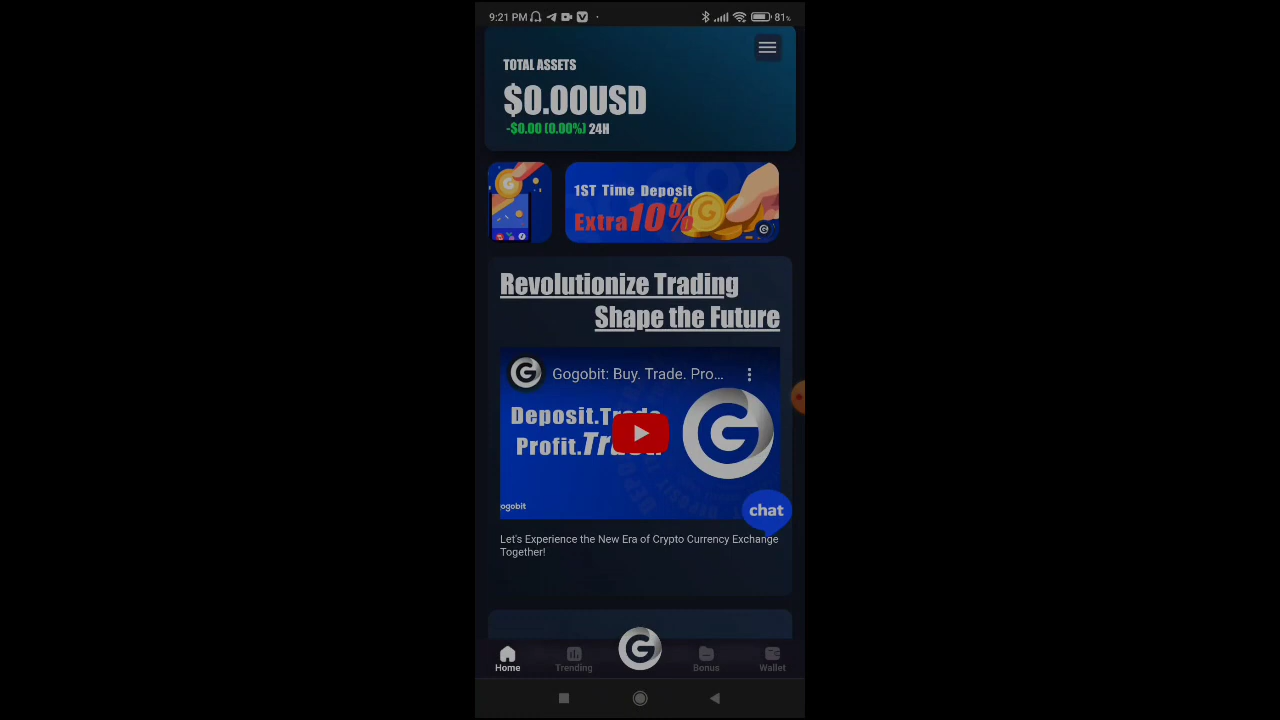 9:21 PM
81%
TOTAL ASSETS
$0.00USD
-$0.00 (0.00%) 24H
1ST Time Deposit
Extra 10%
Revolutionize Trading
Shape the Future
Gogobit: Buy. Trade. Pro...
Deposit.Trade
Profit.
ogobit
chat
Let's Experience the New Era of Crypto Currency Exchange
Together!
Home
Trending
Bonus
Wallet